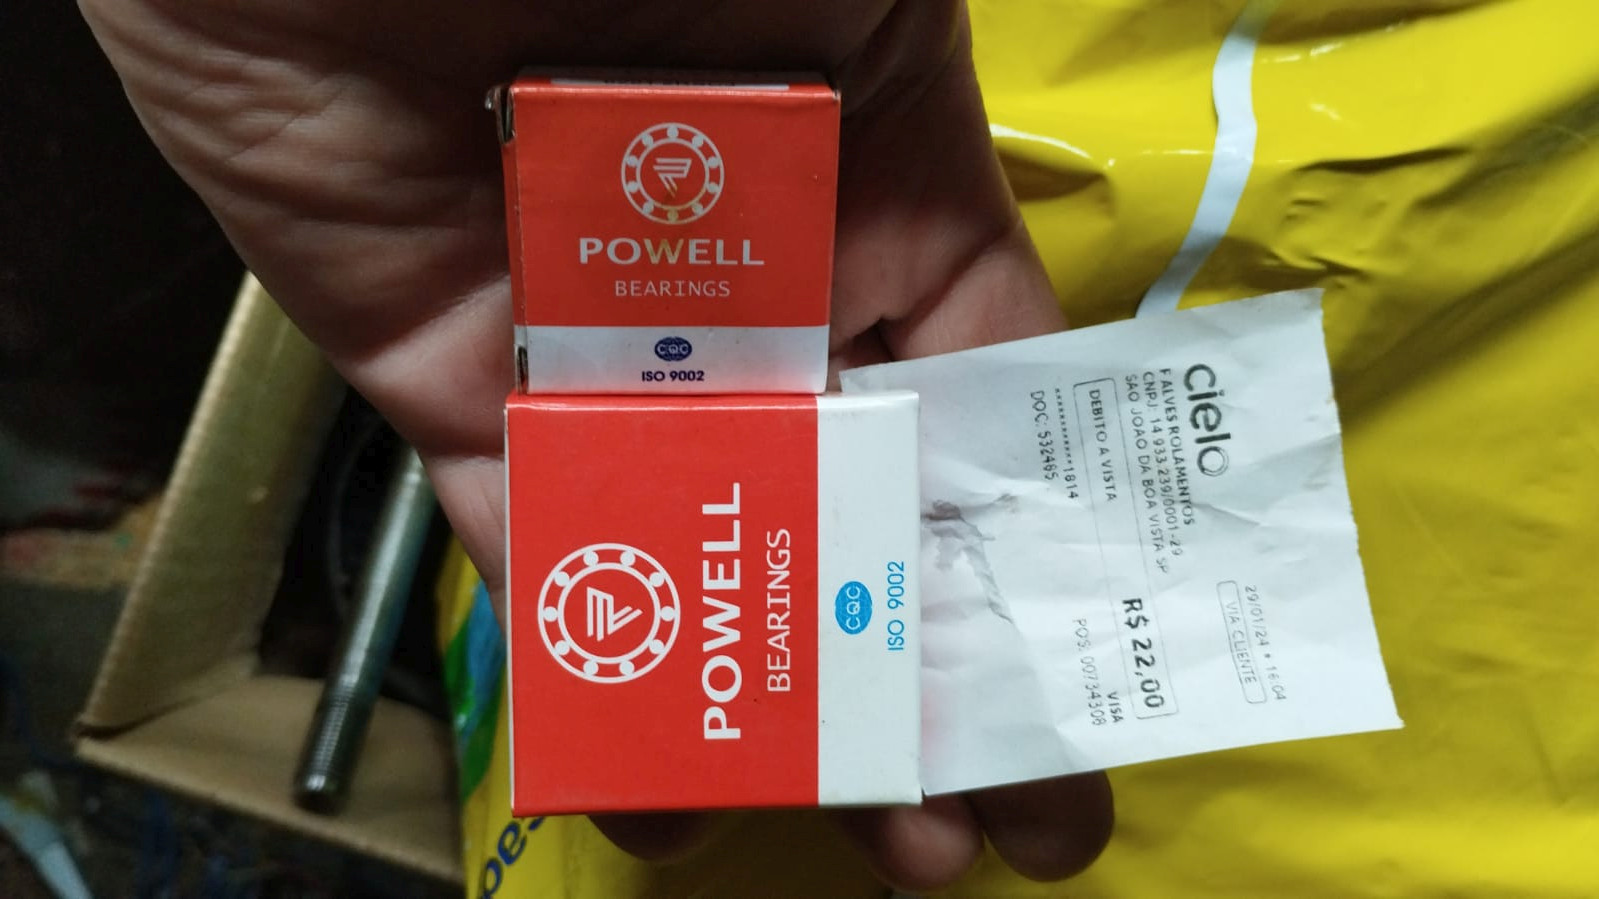 POWELL
BEARINGS
CQC
ISO 9002
POWELL
BEARINGS
CQC
ISO 9002
cielo
F ALVES ROLAMENTOS
CNPJ: 14.933.239/0001-29
SAO JOAO DA BOA VISTA SP
29/01/24 • 16:04
VIA CLIENTE
DEBITO A VISTA R$ 22,00
************1814 VISA
DOC: 532465 POS: 00734308